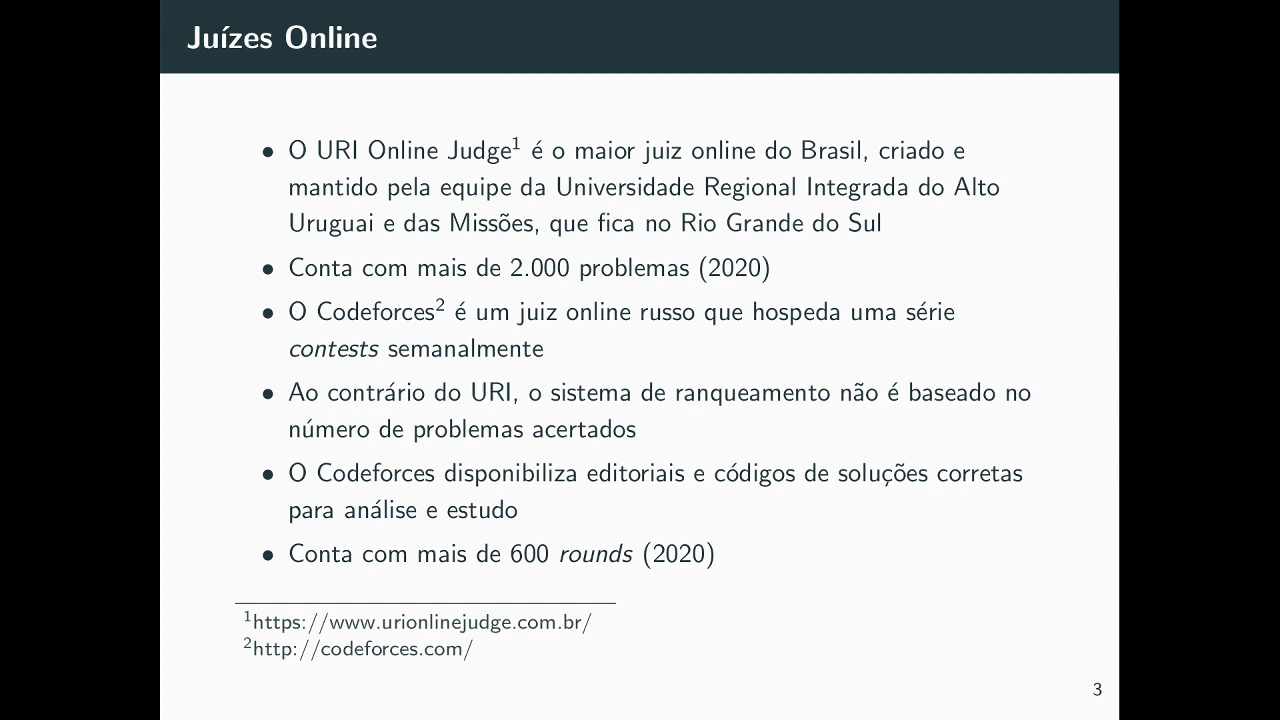 Juízes Online
• O URI Online Judge¹ é o maior juiz online do Brasil, criado e
mantido pela equipe da Universidade Regional Integrada do Alto
Uruguai e das Missões, que fica no Rio Grande do Sul
• Conta com mais de 2.000 problemas (2020)
• O Codeforces² é um juiz online russo que hospeda uma série
contests semanalmente
• Ao contrário do URI, o sistema de ranqueamento não é baseado no
número de problemas acertados
• O Codeforces disponibiliza editoriais e códigos de soluções corretas
para análise e estudo
• Conta com mais de 600 rounds (2020)
¹https://www.urionlinejudge.com.br/
²http://codeforces.com/
3